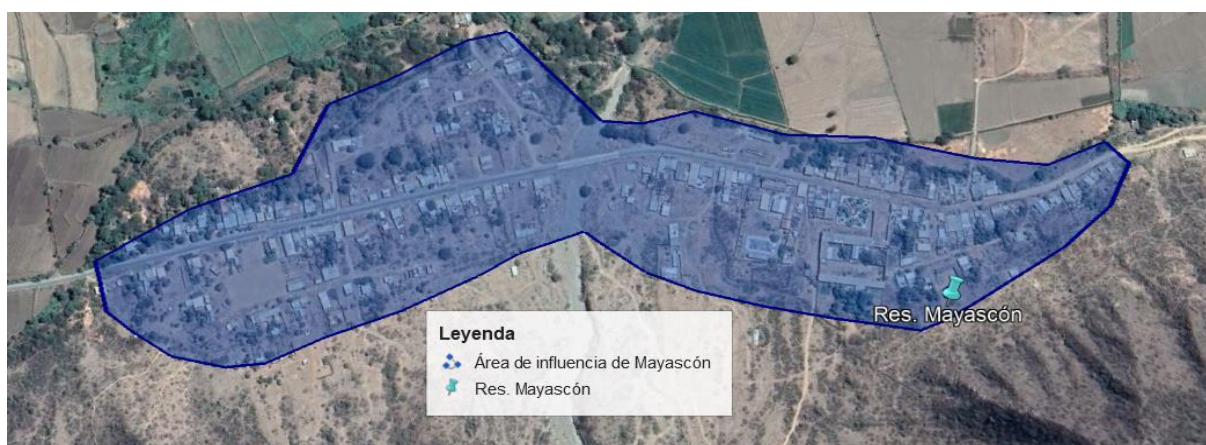 Res. Mayascón
Leyenda
Área de influencia de Mayascón
Res. Mayascón